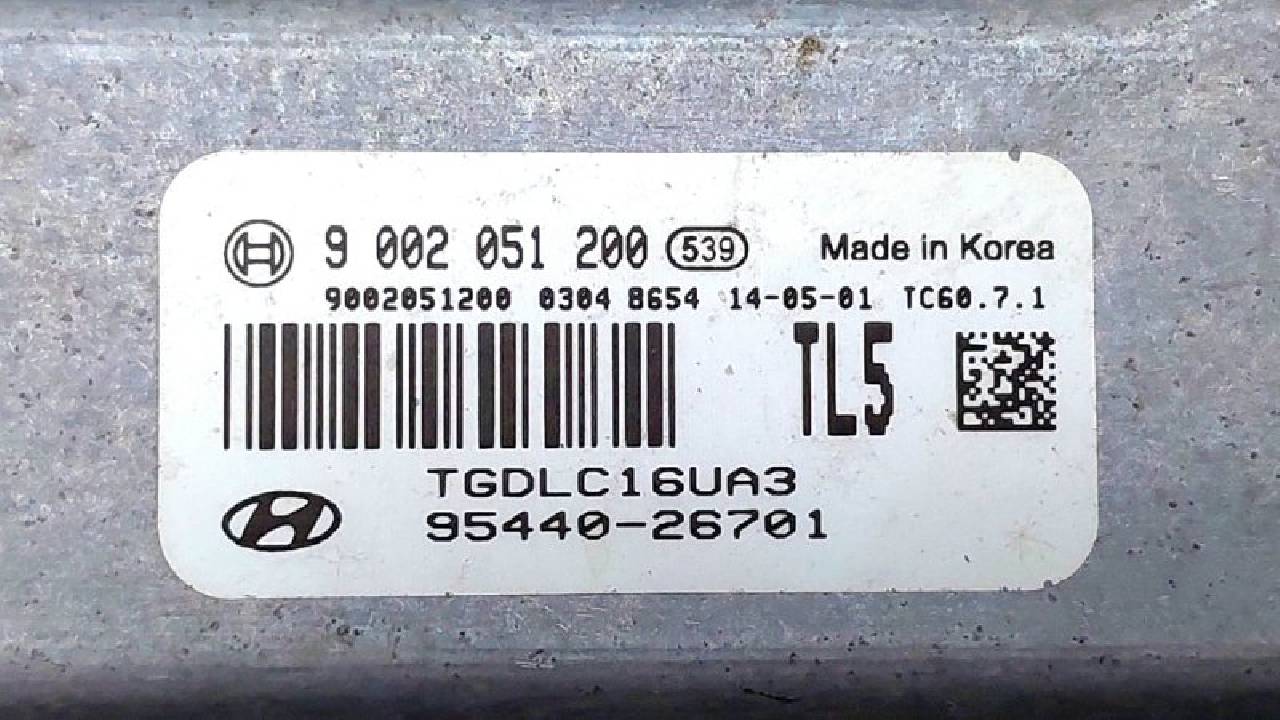 9 002 051 200 539 Made in Korea
9002051200 0304 8654 14-05-01 TC60.7.1
TL5
TGDLC16UA3
95440-26701